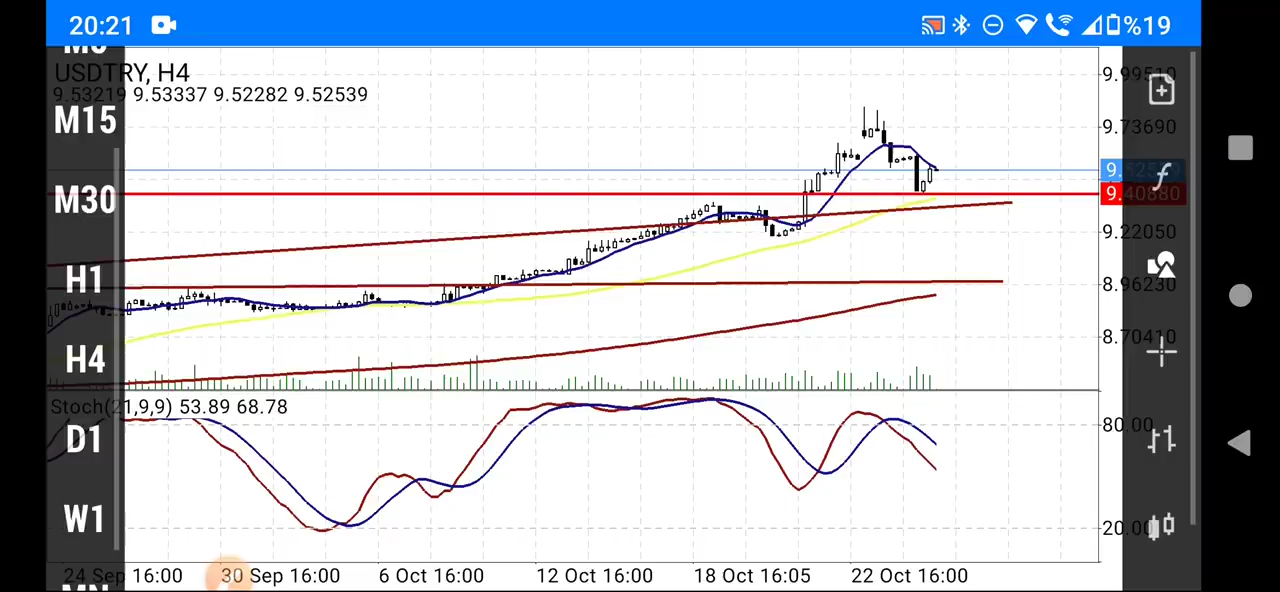 20:21
%19
M15
M30
H1
H4
D1
W1
USDTRY, H4
9.53219 9.53337 9.52282 9.52539
9.99510
9.73690
9.40880
9.22050
8.96230
8.70410
Stoch(21,9,9) 53.89 68.78
80.00
20.00
24 Sep 16:00
30 Sep 16:00
6 Oct 16:00
12 Oct 16:00
18 Oct 16:05
22 Oct 16:00